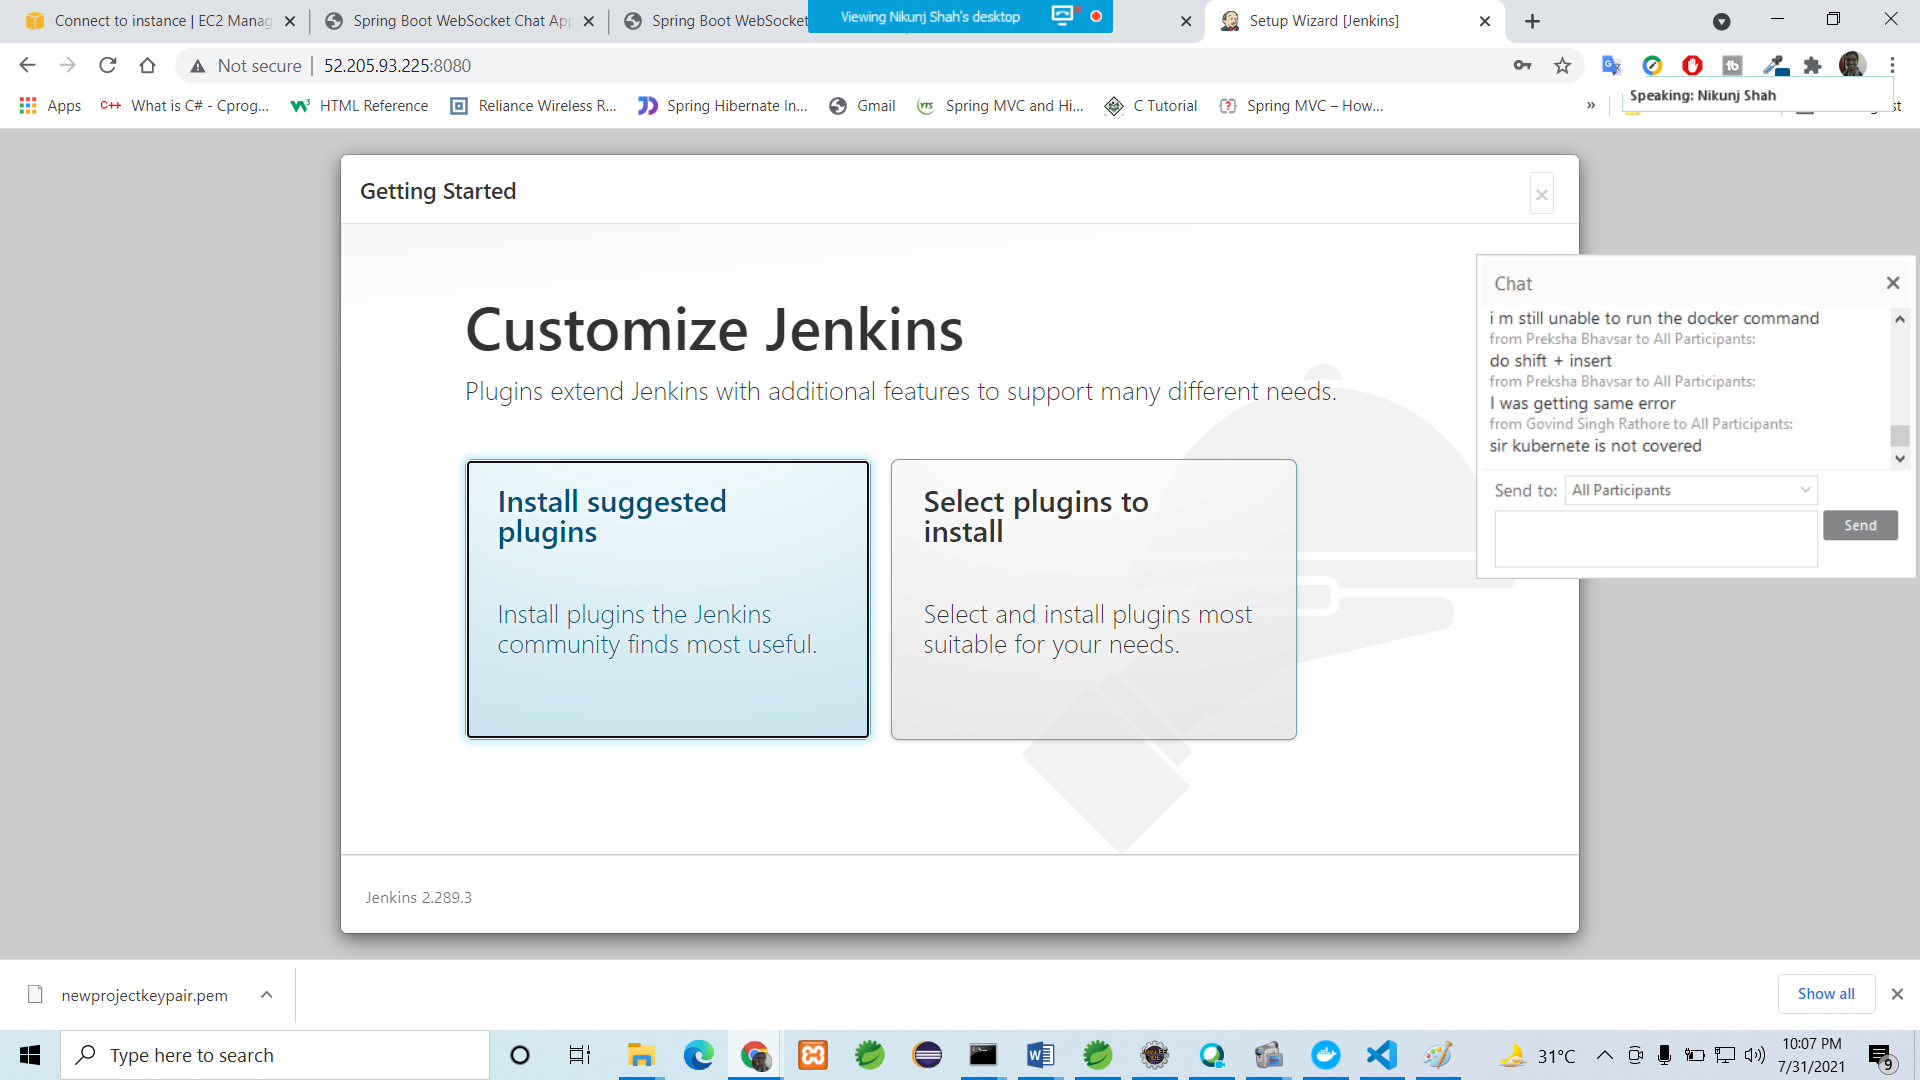 Connect to instance | EC2 Manag
Spring Boot WebSocket Chat App
Spring Boot WebSocket
Viewing Nikunj Shah's desktop
Setup Wizard [Jenkins]
Not secure
52.205.93.225:8080
Speaking: Nikunj Shah
Apps
C++ What is C# - Cprog...
HTML Reference
Reliance Wireless R...
Spring Hibernate In...
Gmail
Spring MVC and Hi...
C Tutorial
Spring MVC – How...
»
Getting Started
Customize Jenkins
Plugins extend Jenkins with additional features to support many different needs.
Install suggested
plugins
Install plugins the Jenkins
community finds most useful.
Select plugins to
install
Select and install plugins most
suitable for your needs.
Jenkins 2.289.3
Chat
i m still unable to run the docker command
from Preksha Bhavsar to All Participants:
do shift + insert
from Preksha Bhavsar to All Participants:
I was getting same error
from Govind Singh Rathore to All Participants:
sir kubernete is not covered
Send to:
All Participants
Send
newprojectkeypair.pem
Show all
Type here to search
31°C
10:07 PM
7/31/2021
9